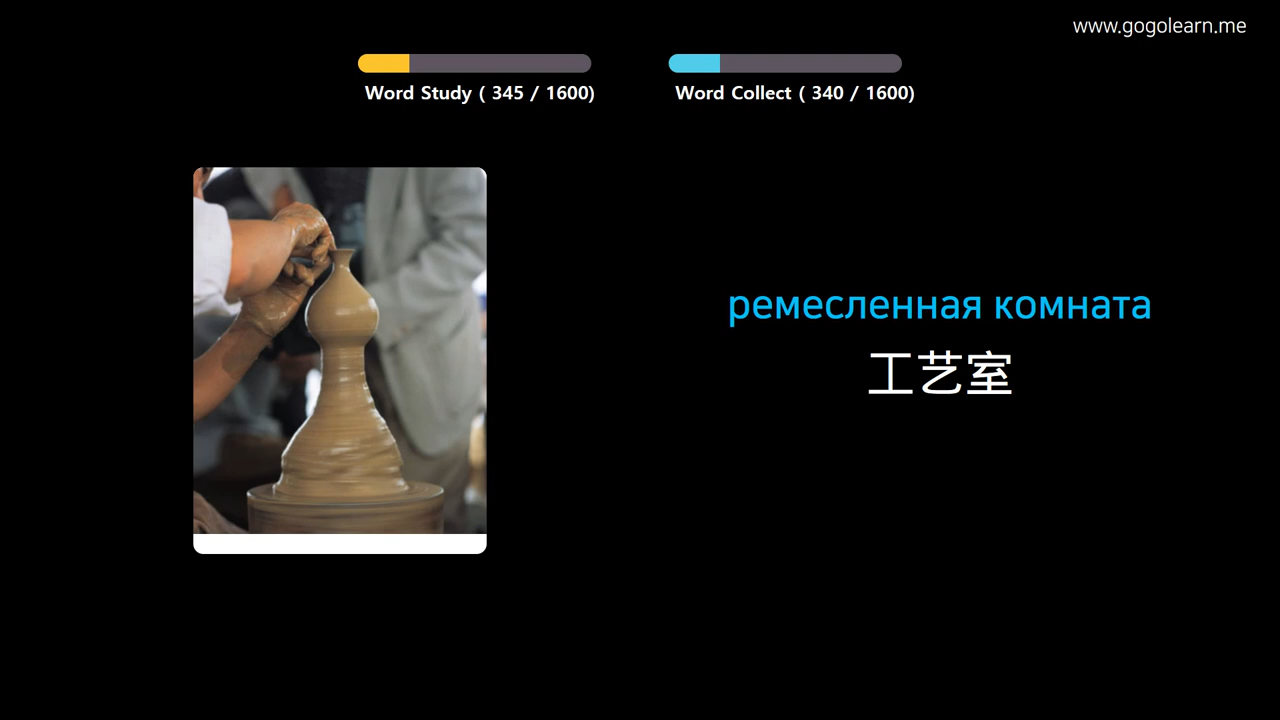 www.gogolearn.me
Word Study ( 345 / 1600)
Word Collect ( 340 / 1600)
ремесленная комната
工艺室